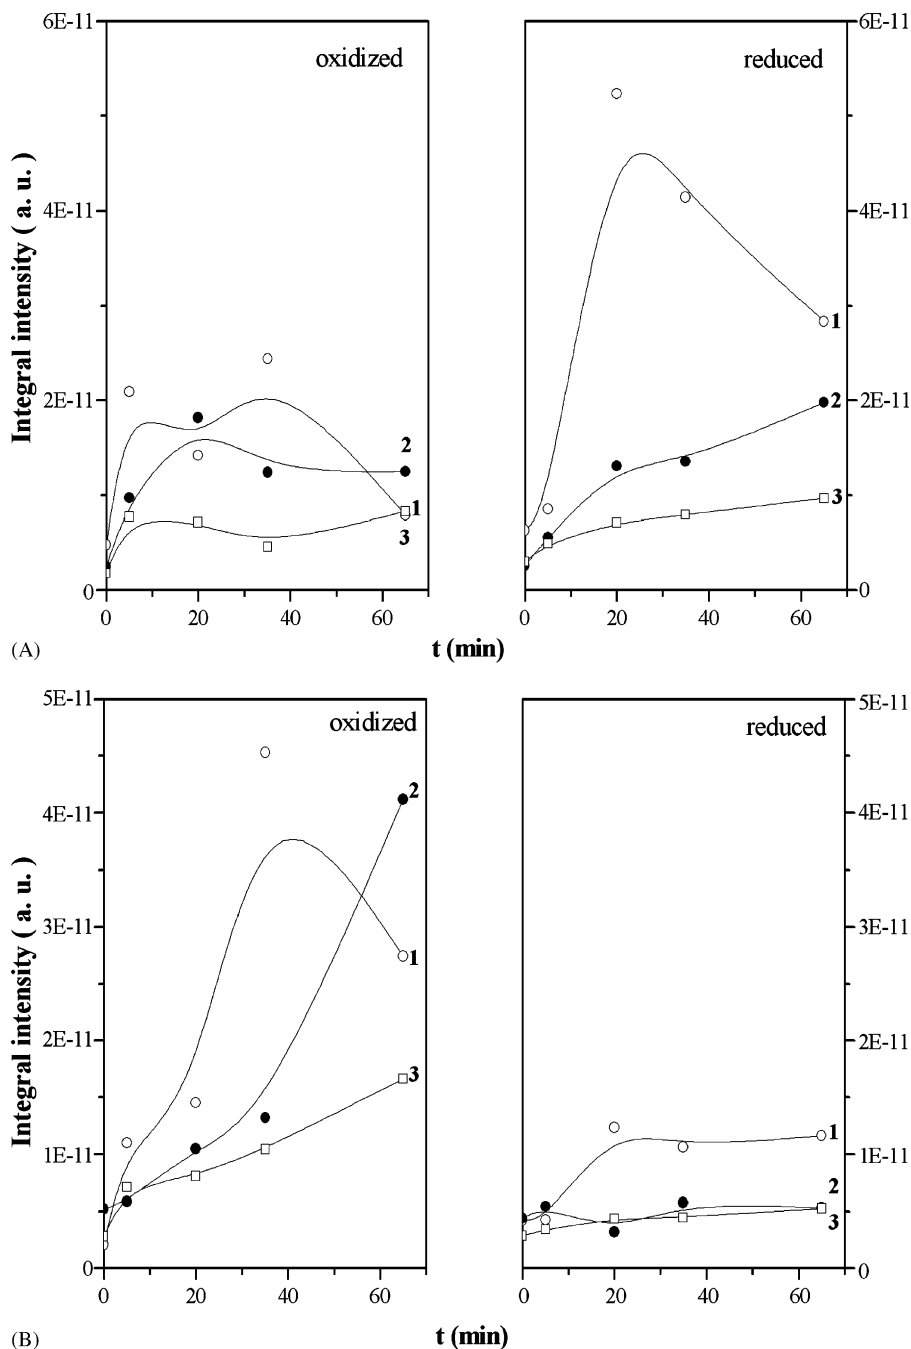 6E-11
4E-11
2E-11
0
Integral intensity ( a. u. )
oxidized
2
1
3
0
20
40
60
reduced
1
2
3
0
20
40
60
6E-11
4E-11
2E-11
0
(A)
t (min)
5E-11
4E-11
3E-11
2E-11
1E-11
0
Integral intensity ( a. u. )
oxidized
2
1
3
0
20
40
60
reduced
1
2
3
0
20
40
60
5E-11
4E-11
3E-11
2E-11
1E-11
0
(B)
t (min)